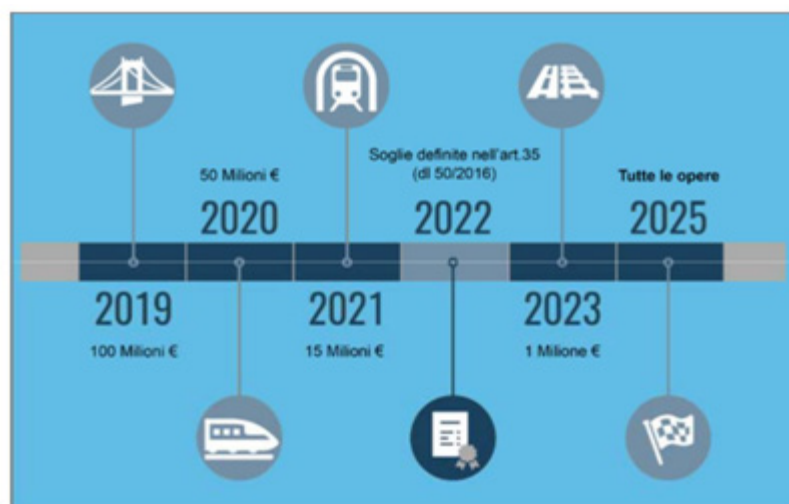 50 Milioni €
2020
Soglie definite nell'art.35
(dl 50/2016)
2022
Tutte le opere
2025
2019
100 Milioni €
2021
15 Milioni €
2023
1 Milione €